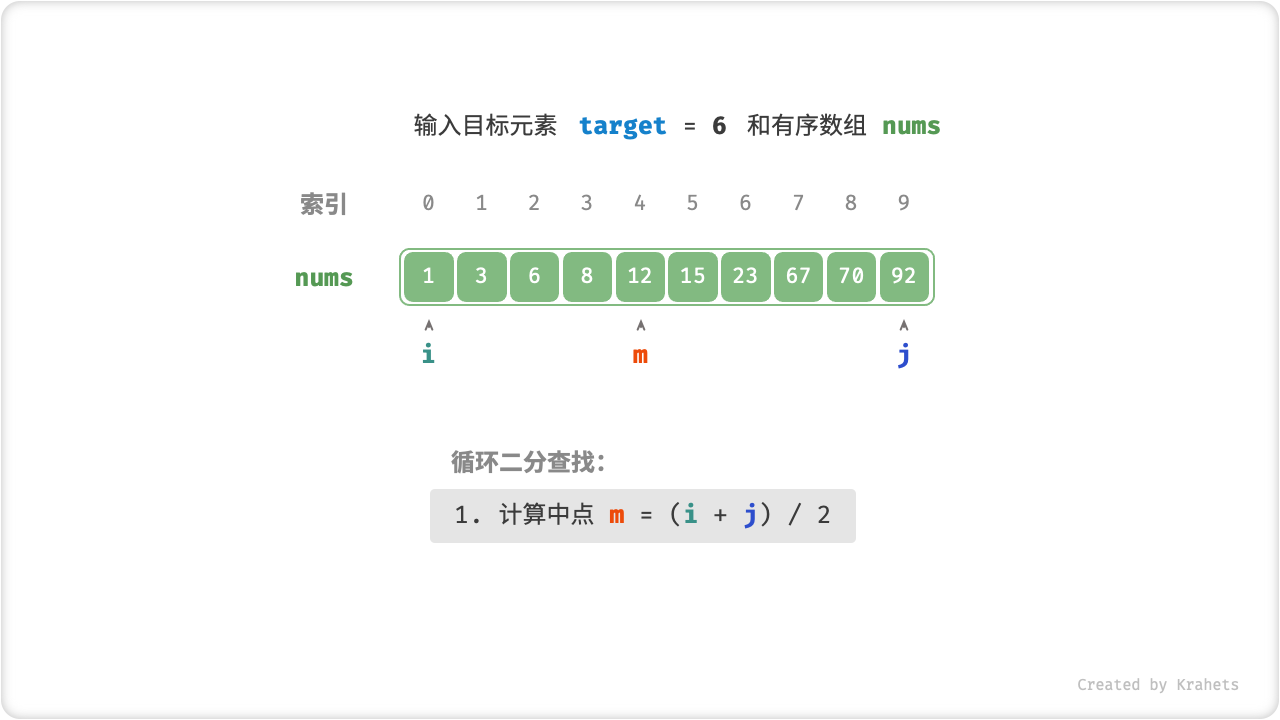 输入目标元素 target = 6 和有序数组 nums
索引 0 1 2 3 4 5 6 7 8 9
nums 1 3 6 8 12 15 23 67 70 92
i m j
循环二分查找：
1. 计算中点 m = (i + j) / 2
Created by Krahets